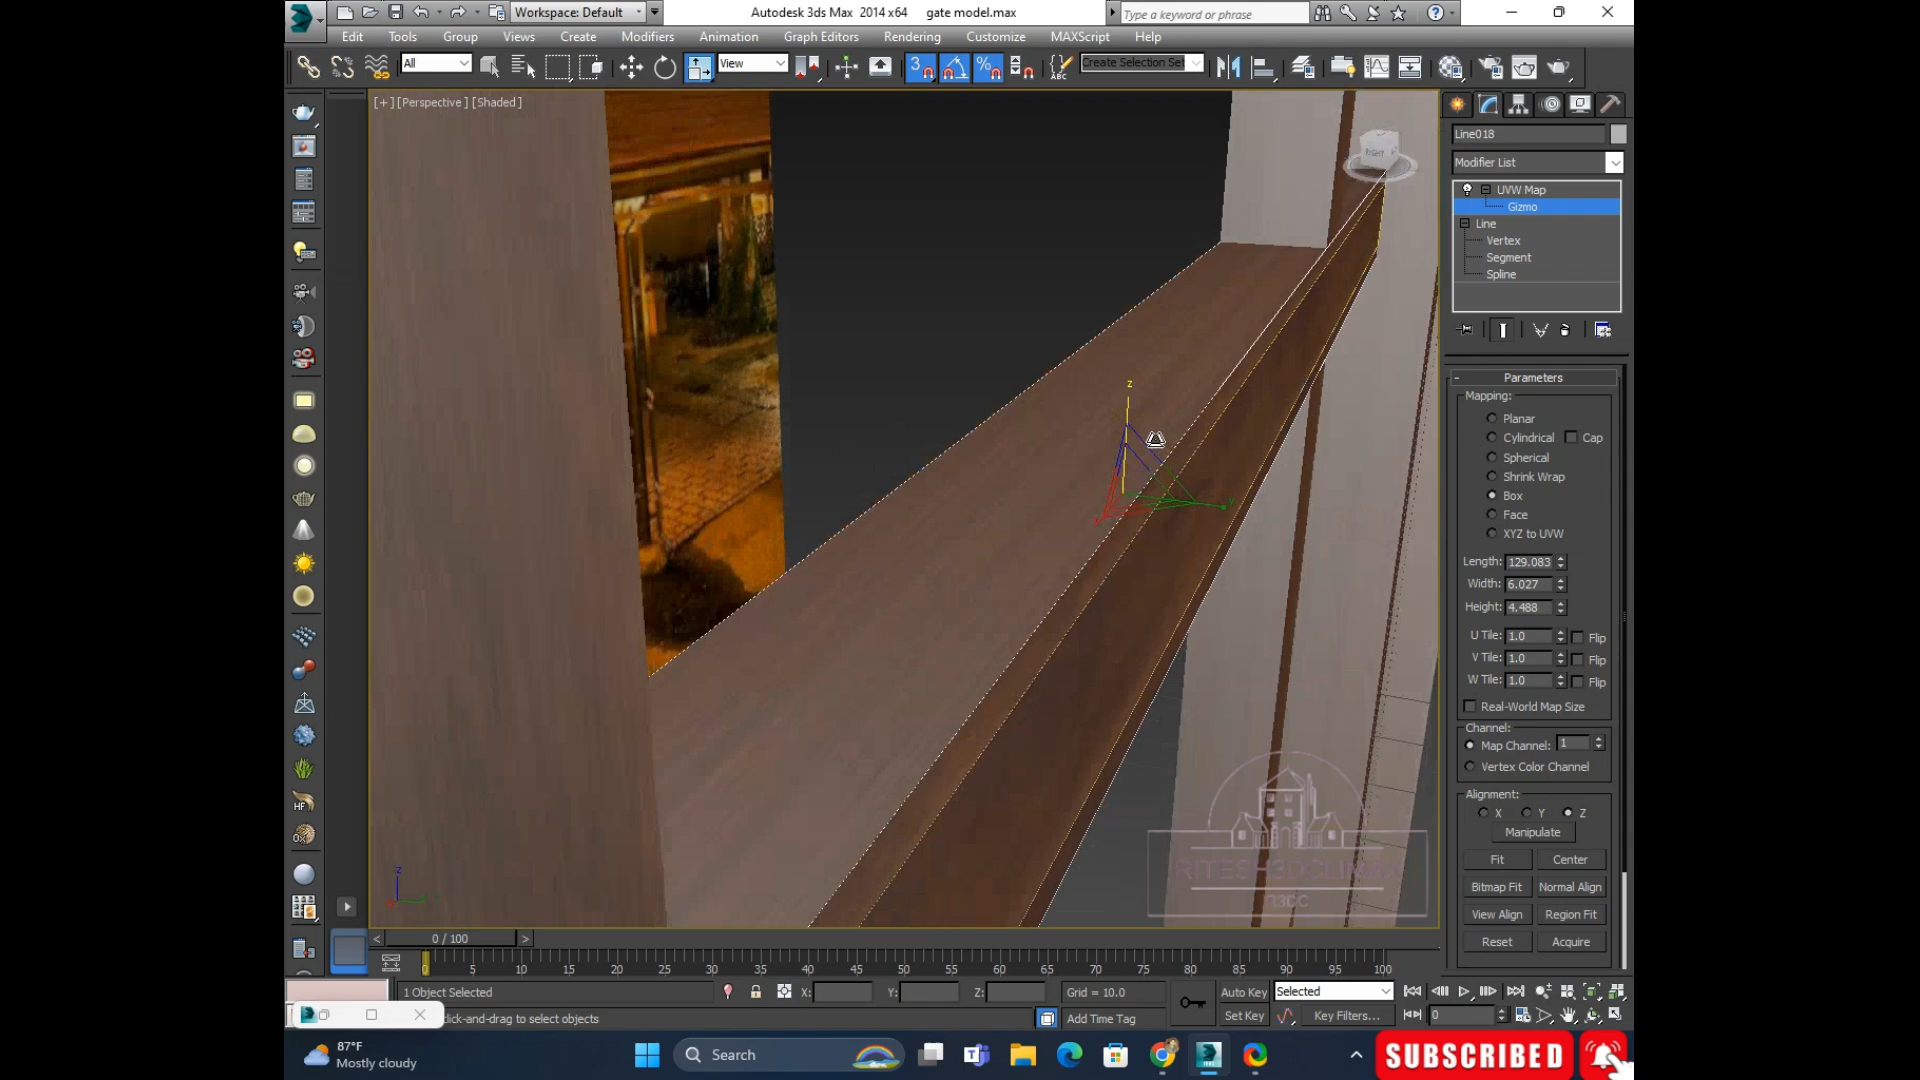 Workspace: Default
Autodesk 3ds Max 2014 x64 gate model.max
Type a keyword or phrase
Edit Tools Group Views Create Modifiers Animation Graph Editors Rendering Customize MAXScript Help
All
View
Create Selection Set
[+] [Perspective] [Shaded]
RIGHT
Line018
Modifier List
UVW Map
Gizmo
Line
Vertex
Segment
Spline
Parameters
Mapping:
Planar
Cylindrical Cap
Spherical
Shrink Wrap
Box
Face
XYZ to UVW
Length: 129.083
Width: 6.027
Height: 4.488
U Tile: 1.0 Flip
V Tile: 1.0 Flip
W Tile: 1.0 Flip
Real-World Map Size
Channel:
Map Channel: 1
Vertex Color Channel
Alignment:
X Y Z
Manipulate
Fit Center
Bitmap Fit Normal Align
View Align Region Fit
Reset Acquire
z
y
x
z
RITESH3DCLINIC
R3DC
0 / 100
0 5 10 15 20 25 30 35 40 45 50 55 60 65 70 75 80 85 90 95 100
1 Object Selected X: Y: Z: Grid = 10.0 Auto Key Selected
lick-and-drag to select objects Add Time Tag Set Key Key Filters... 0
87°F
Mostly cloudy
Search
SUBSCRIBED